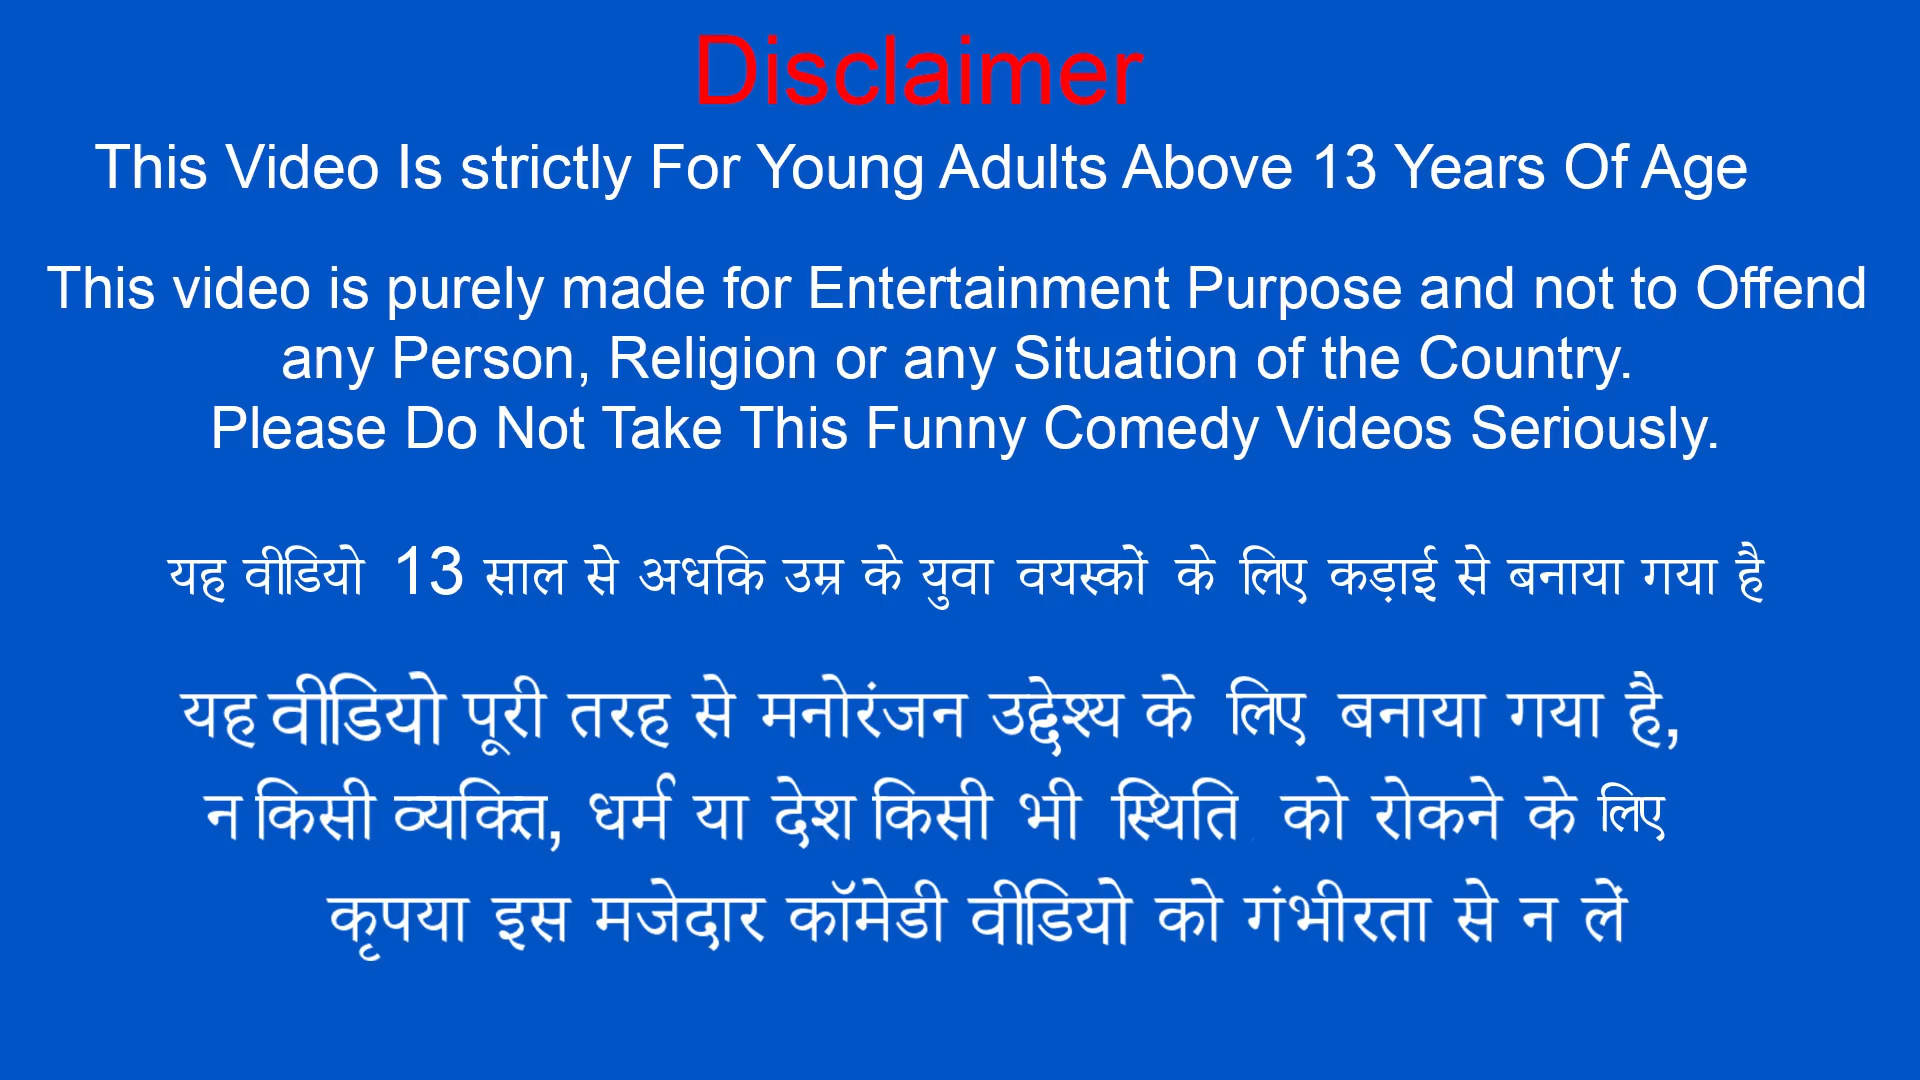 Disclaimer
This Video Is strictly For Young Adults Above 13 Years Of Age
This video is purely made for Entertainment Purpose and not to Offend
any Person, Religion or any Situation of the Country.
Please Do Not Take This Funny Comedy Videos Seriously.
यह वीडियो 13 साल से अधकि उम्र के युवा वयस्कों के लिए कड़ाई से बनाया गया है
यह वीडियो पूरी तरह से मनोरंजन उद्देश्य के लिए बनाया गया है,
न किसी व्यक्ति, धर्म या देश किसी भी स्थिति को रोकने के लिए
कृपया इस मजेदार कॉमेडी वीडियो को गंभीरता से न लें